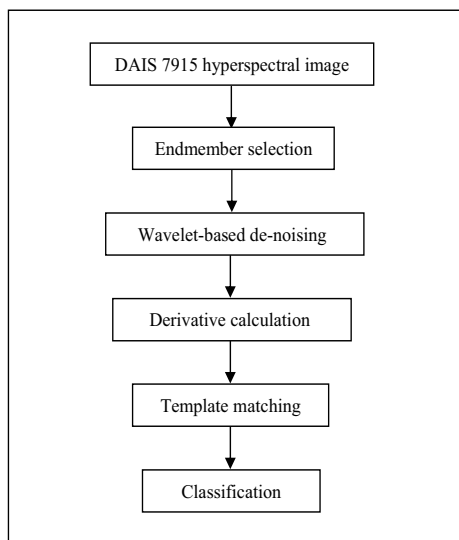 DAIS 7915 hyperspectral image
Endmember selection
Wavelet-based de-noising
Derivative calculation
Template matching
Classification